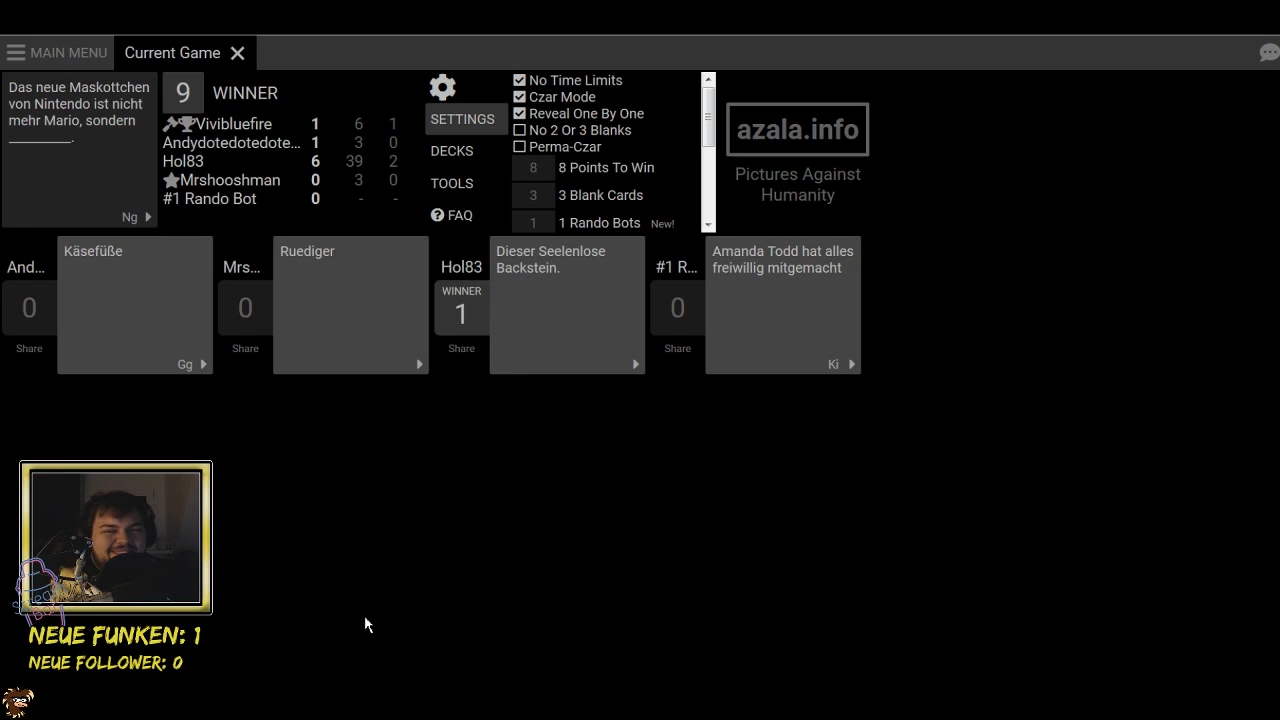 MAIN MENU
Current Game
Das neue Maskottchen
von Nintendo ist nicht
mehr Mario, sondern
_________.
Ng
9 WINNER
Vivibluefire 1 6 1
Andydotedotedote... 1 3 0
Hol83 6 39 2
Mrshooshman 0 3 0
#1 Rando Bot 0 - -
SETTINGS
DECKS
TOOLS
FAQ
No Time Limits
Czar Mode
Reveal One By One
No 2 Or 3 Blanks
Perma-Czar
8 8 Points To Win
3 3 Blank Cards
1 1 Rando Bots New!
azala.info
Pictures Against
Humanity
And...
0
Share
Käsefüße
Gg
Mrs...
0
Share
Ruediger
Hol83
WINNER
1
Share
Dieser Seelenlose
Backstein.
#1 R...
0
Share
Amanda Todd hat alles
freiwillig mitgemacht
Ki
NEUE FUNKEN: 1
NEUE FOLLOWER: 0